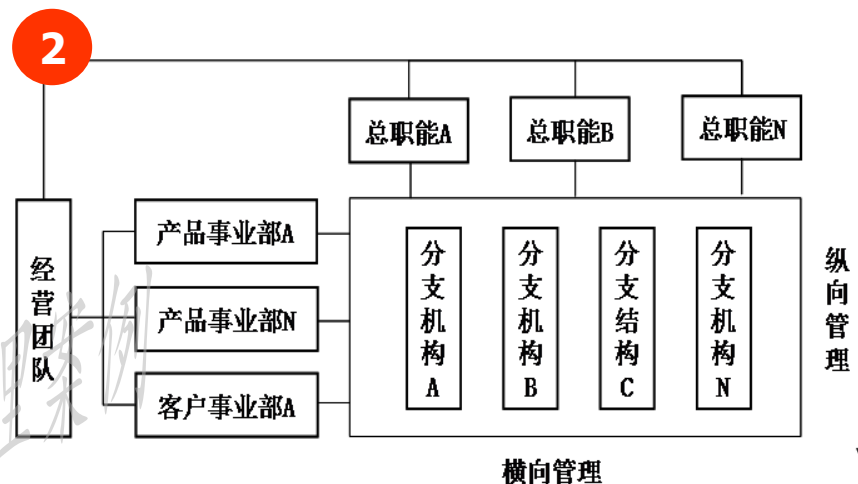 2
总职能A
总职能B
总职能N
产品事业部A
产品事业部N
客户事业部A
经营团队
分支机构A
分支机构B
分支结构C
分支机构N
纵向管理
横向管理